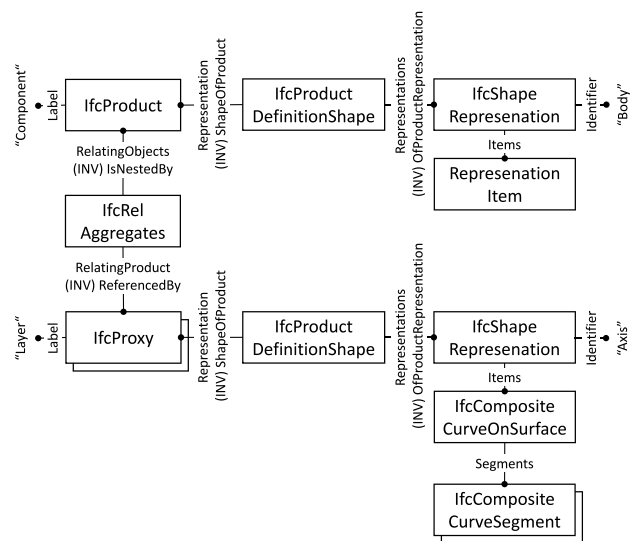 "Component"
Label
IfcProduct
Representation
(INV) ShapeOfProduct
IfcProduct
DefinitionShape
Representations
(INV) OfProductRepresentation
IfcShape
Represenation
Identifier
"Body"
Items
Represenation
Item
RelatingObjects
(INV) IsNestedBy
IfcRel
Aggregates
RelatingProduct
(INV) ReferencedBy
"Layer"
Label
IfcProxy
Representation
(INV) ShapeOfProduct
IfcProduct
DefinitionShape
Representations
(INV) OfProductRepresentation
IfcShape
Represenation
Identifier
"Axis"
Items
IfcComposite
CurveOnSurface
Segments
IfcComposite
CurveSegment